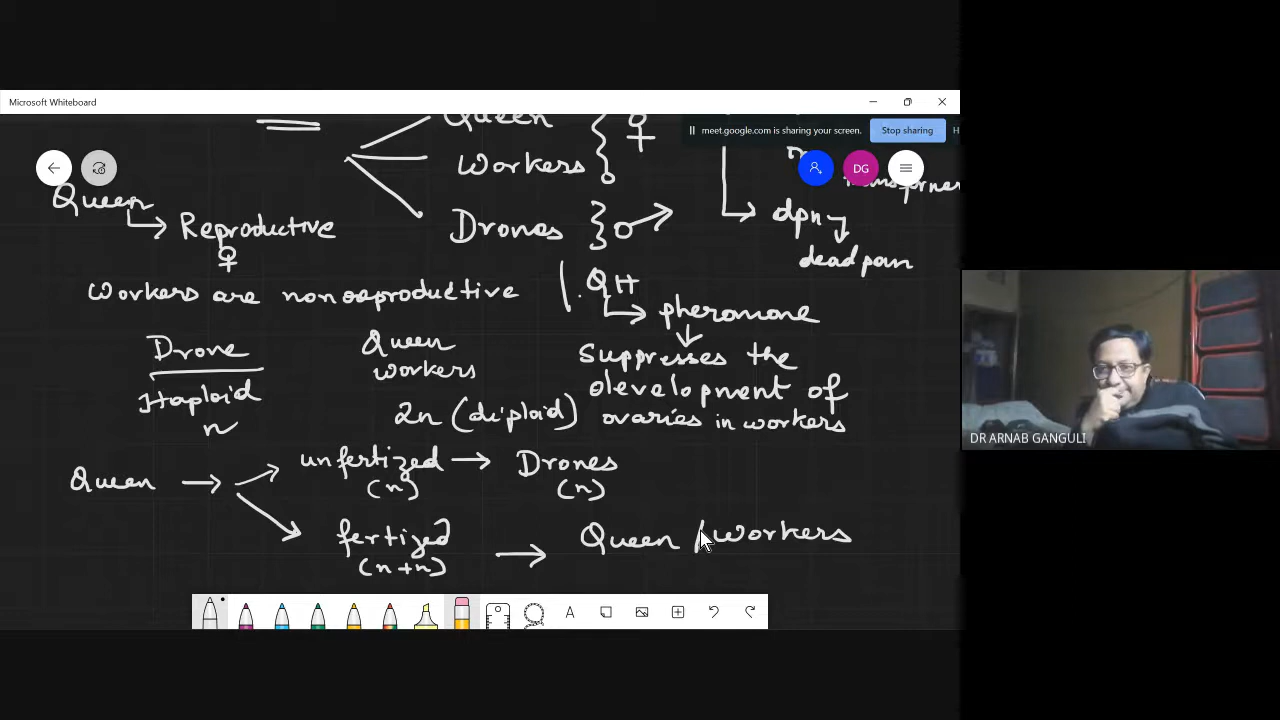 Microsoft Whiteboard
meet.google.com is sharing your screen.
Stop sharing
H
DG
Queen
Workers
Drones
Queen
Reproductive
♀
♀
Workers are nonreproductive
Drone
Haploid
n
Queen
workers
2n (diploid)
dpn
dead pan
1. QH
pheromone
Suppresses the
development of
ovaries in workers
Queen → unfertized → Drones
(n) (n)
fertized → Queen / workers
(n+n)
A
DR ARNAB GANGULI